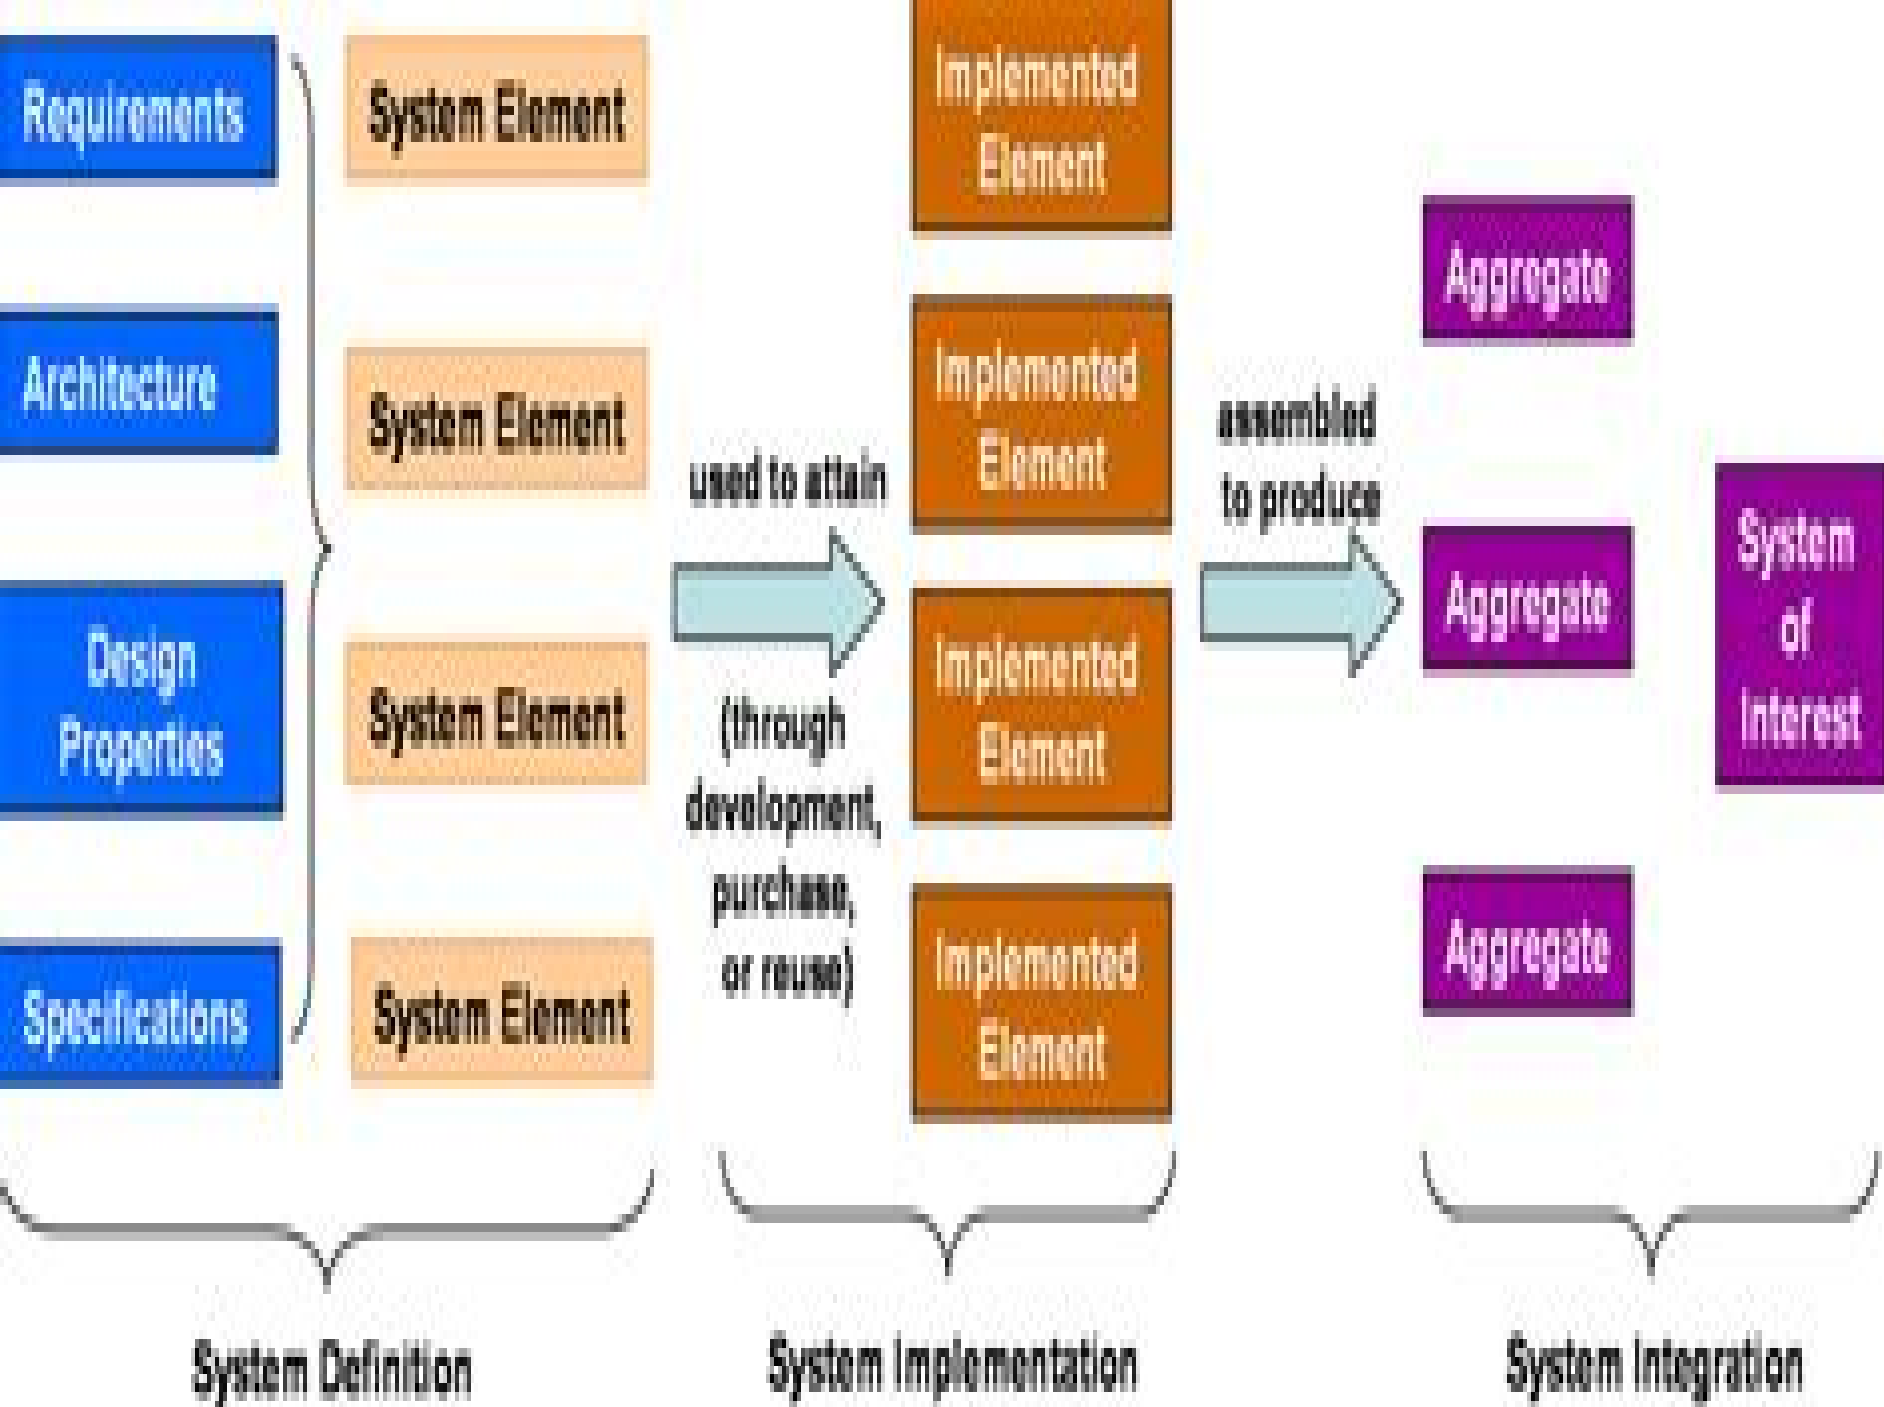 Requirements
Architecture
Design
Properties
Specifications
System Element
System Element
System Element
System Element
used to attain
(through
development,
purchase,
or reuse)
Implemented
Element
Implemented
Element
Implemented
Element
Implemented
Element
assembled
to produce
Aggregate
Aggregate
Aggregate
System
of
Interest
System Definition
System Implementation
System Integration